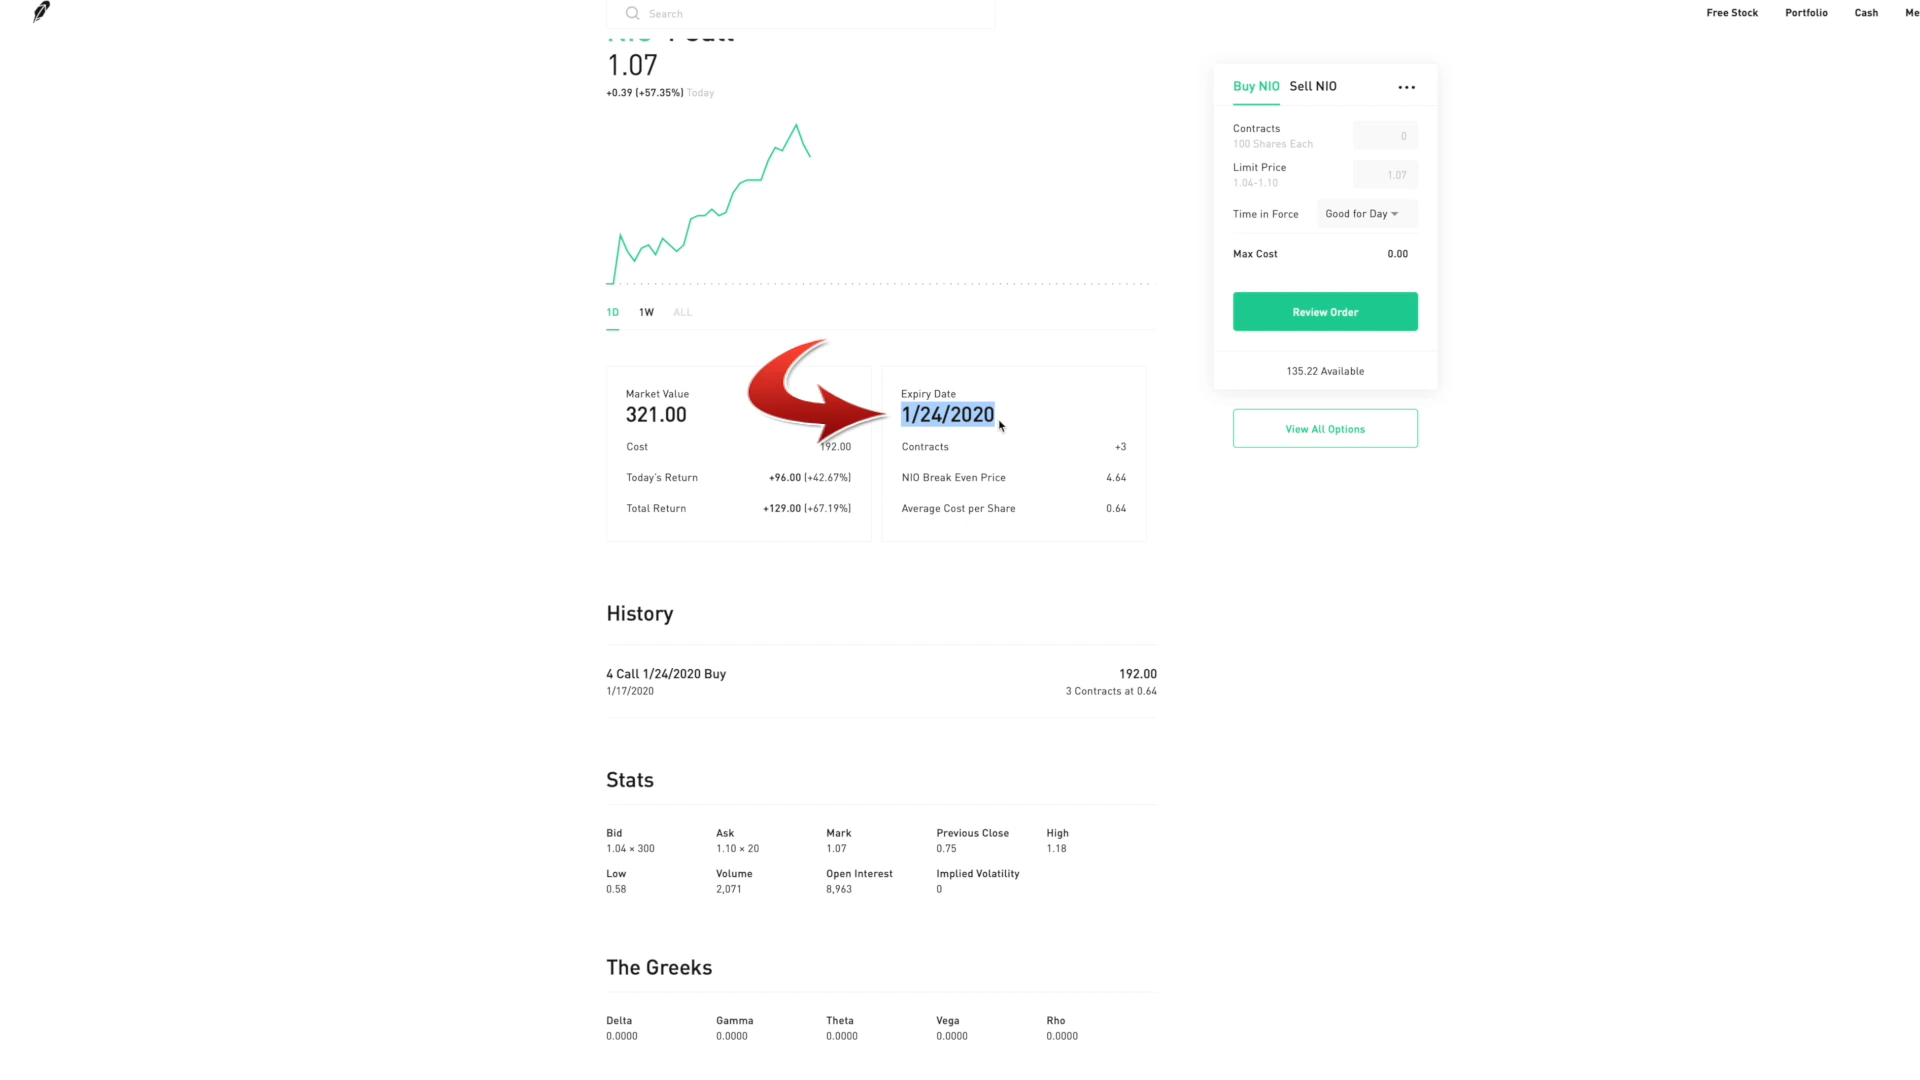 Search
Free Stock
Portfolio
Cash
Me
1.07
+0.39 (+57.35%) Today
1D
1W
ALL
Market Value
321.00
Cost
192.00
Today's Return
+96.00 (+42.67%)
Total Return
+129.00 (+67.19%)
Expiry Date
1/24/2020
Contracts
+3
NIO Break Even Price
4.64
Average Cost per Share
0.64
Buy NIO
Sell NIO
Contracts
100 Shares Each
0
Limit Price
1.04-1.10
1.07
Time in Force
Good for Day
Max Cost
0.00
Review Order
135.22 Available
View All Options
History
4 Call 1/24/2020 Buy
192.00
1/17/2020
3 Contracts at 0.64
Stats
Bid
Ask
Mark
Previous Close
High
1.04 × 300
1.10 × 20
1.07
0.75
1.18
Low
Volume
Open Interest
Implied Volatility
0.58
2,071
8,963
0
The Greeks
Delta
Gamma
Theta
Vega
Rho
0.0000
0.0000
0.0000
0.0000
0.0000